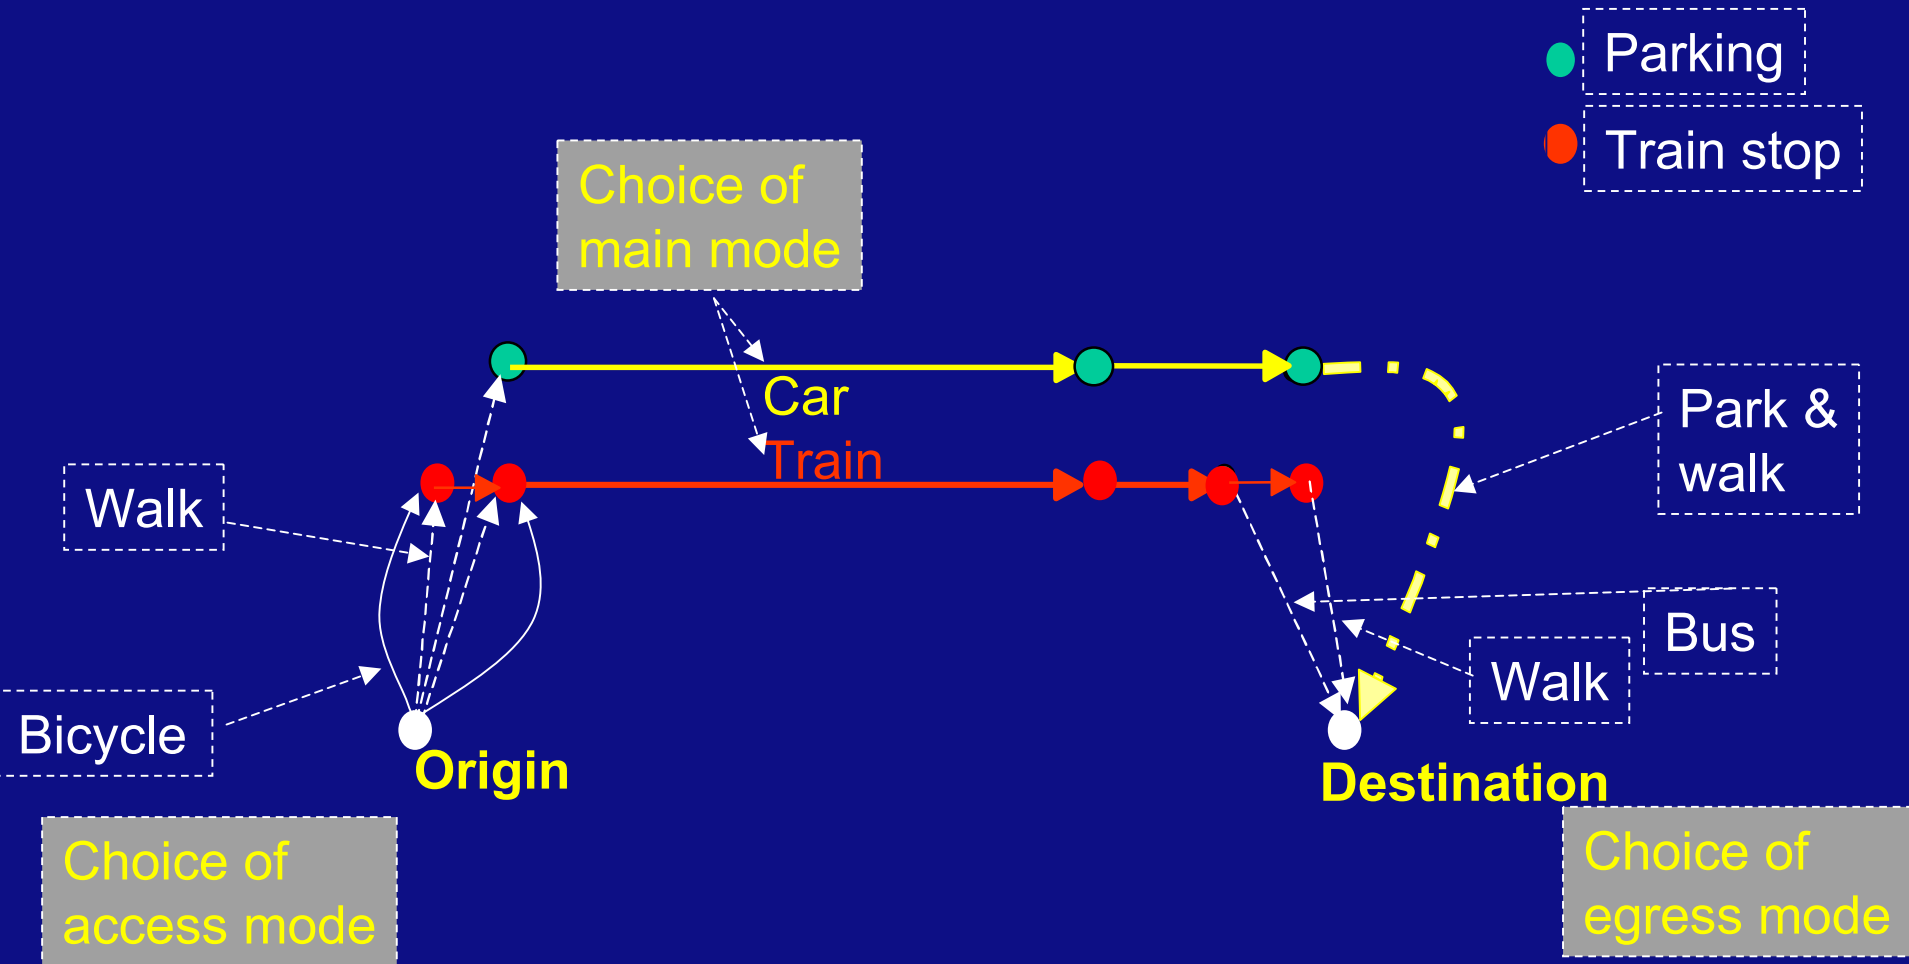 Parking
Train stop
Choice of
main mode
Car
Train
Park &
walk
Walk
Bus
Walk
Bicycle
Origin
Destination
Choice of
access mode
Choice of
egress mode